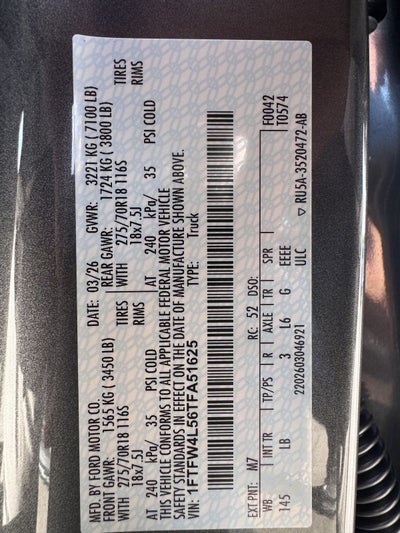 MFD. BY FORD MOTOR CO.
DATE: 03/26 GVWR: 3221 KG ( 7100 LB)
FRONT GAWR: 1565 KG ( 3450 LB) REAR GAWR: 1724 KG ( 3800 LB)
WITH 275/70R18 116S TIRES WITH 275/70R18 116S TIRES
18x7.5J RIMS 18x7.5J RIMS
AT 240 kPa/ 35 PSI COLD AT 240 kPa/ 35 PSI COLD
THIS VEHICLE CONFORMS TO ALL APPLICABLE FEDERAL MOTOR VEHICLE
SAFETY STANDARDS IN EFFECT ON THE DATE OF MANUFACTURE SHOWN ABOVE.
VIN: 1FTFW4L56TFA51625 TYPE: Truck
F0042
T0574
EXT PNT: M7 RC: 52 DSO:
WB INT TR TP/PS R AXLE TR SPR
145 LB 3 L6 G EEEE
2202603046921 ULC
▽ RU5A-3520472-AB